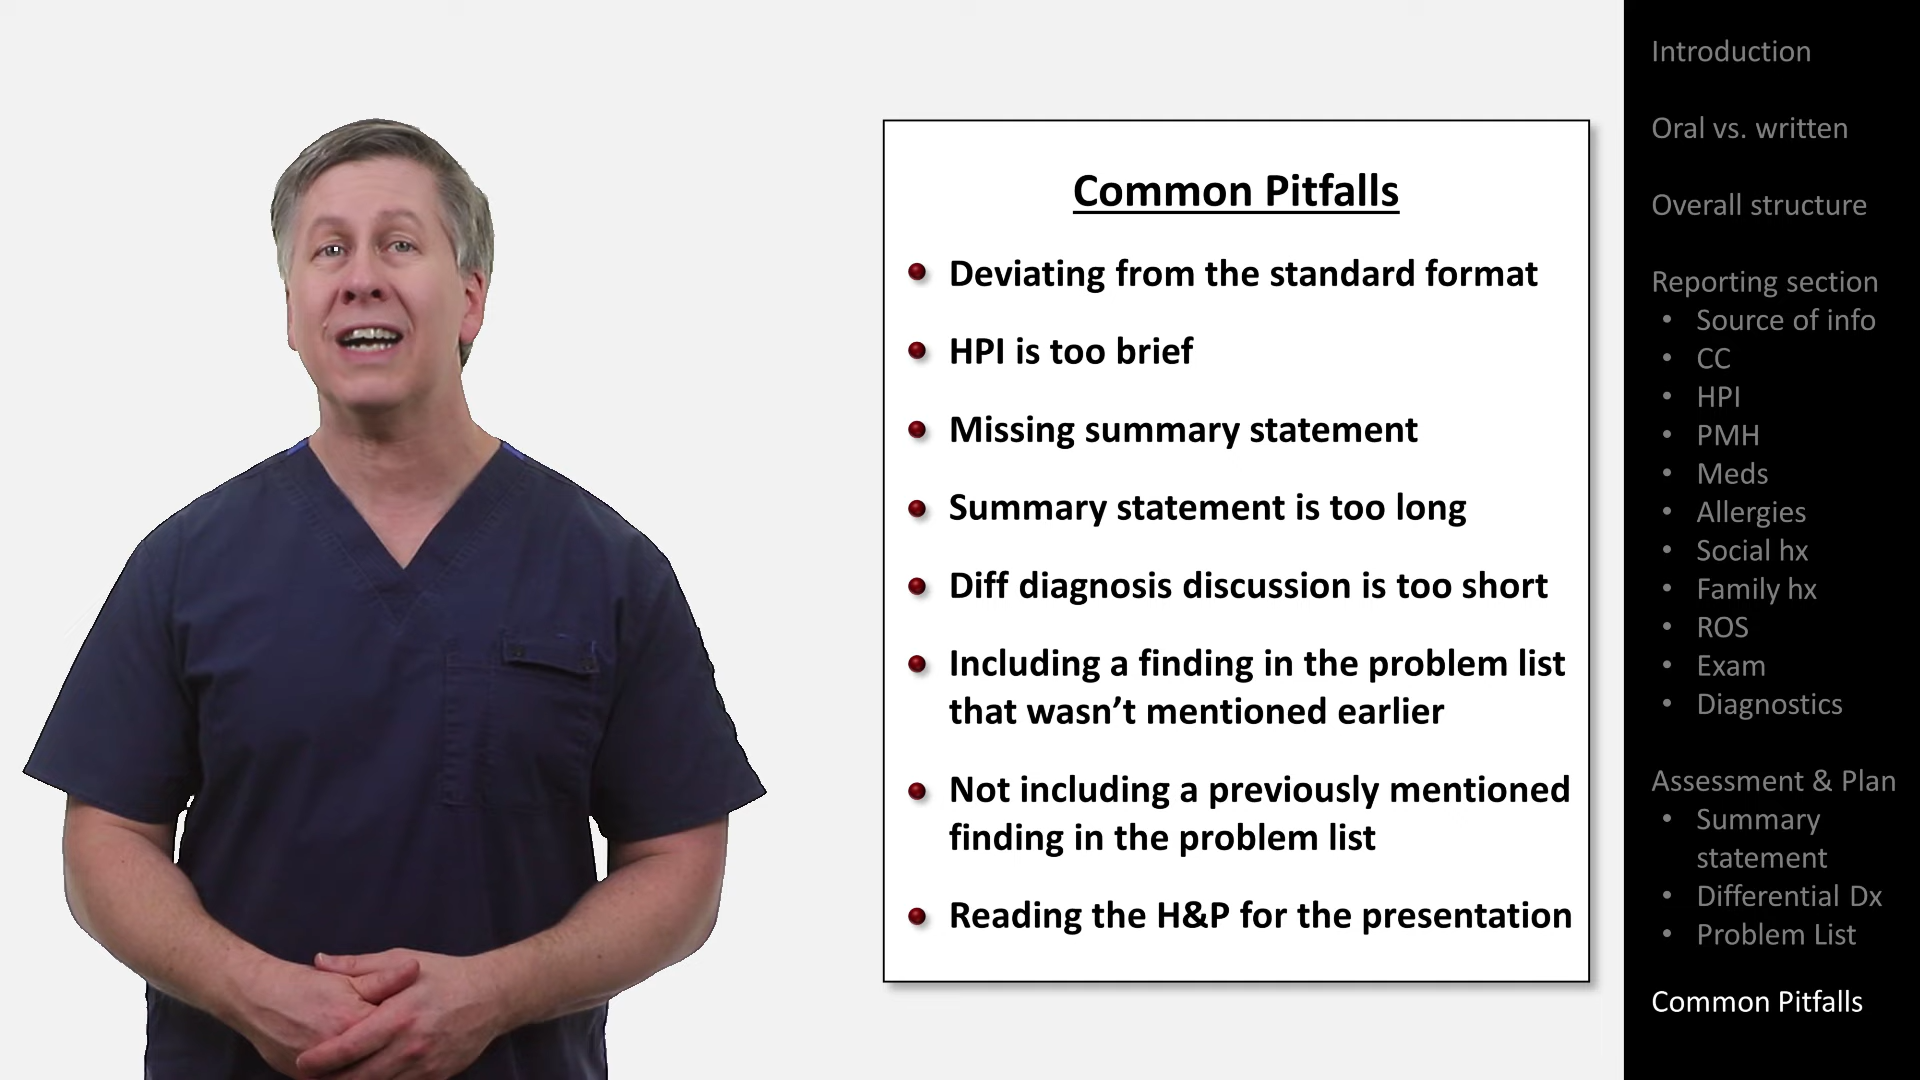 Common Pitfalls
Deviating from the standard format
HPI is too brief
Missing summary statement
Summary statement is too long
Diff diagnosis discussion is too short
Including a finding in the problem list
that wasn’t mentioned earlier
Not including a previously mentioned
finding in the problem list
Reading the H&P for the presentation
Introduction
Oral vs. written
Overall structure
Reporting section
Source of info
CC
HPI
PMH
Meds
Allergies
Social hx
Family hx
ROS
Exam
Diagnostics
Assessment & Plan
Summary
statement
Differential Dx
Problem List
Common Pitfalls